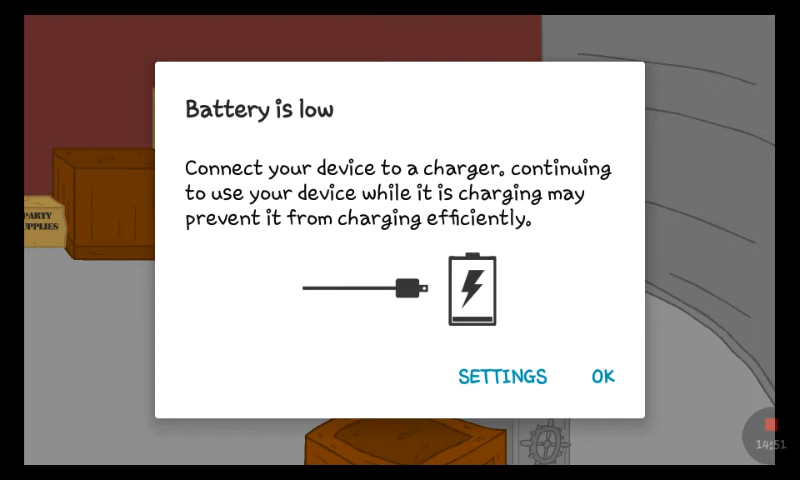 Battery is low
Connect your device to a charger. continuing
to use your device while it is charging may
prevent it from charging efficiently.
PARTY
UPPLIES
SETTINGS OK
14:51